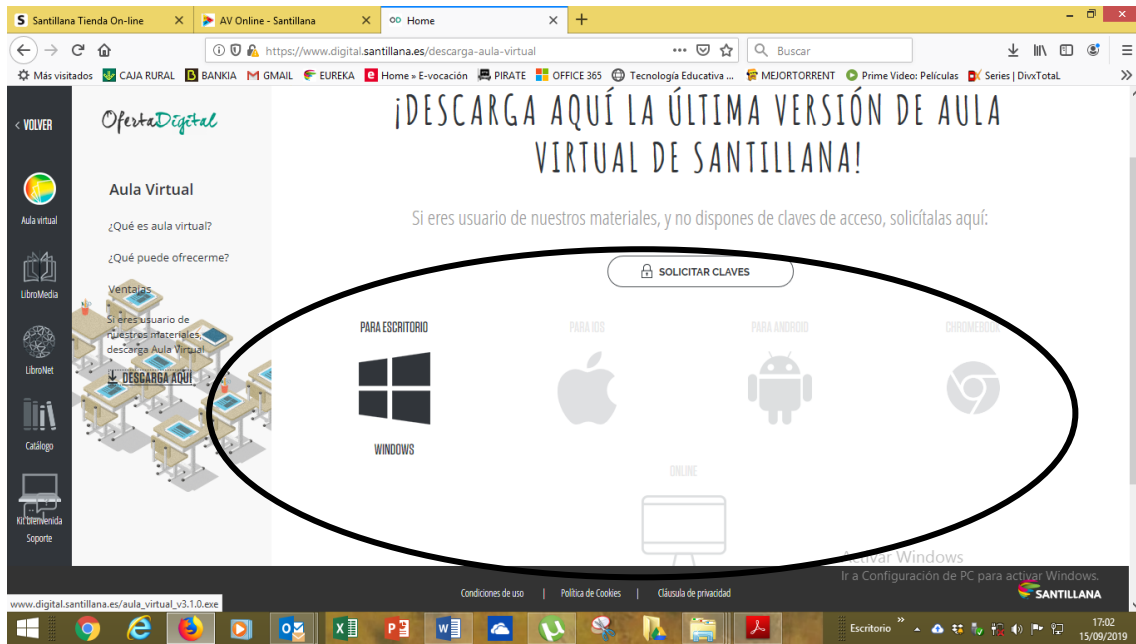 Santillana Tienda On-line
AV Online - Santillana
Home
https://www.digital.santillana.es/descarga-aula-virtual
Buscar
Más visitados
CAJA RURAL
BANKIA
GMAIL
EUREKA
Home » E-vocación
PIRATE
OFFICE 365
Tecnología Educativa ...
MEJORTORRENT
Prime Video: Películas
Series | DivxTotal
< VOLVER
Aula virtual
LibroMedia
LibroNet
Catálogo
Kit bienvenida
Soporte
OfertaDigital
Aula Virtual
¿Qué es aula virtual?
¿Qué puede ofrecerme?
Ventajas
Si eres usuario de
nuestros materiales,
descarga Aula Virtual
DESCARGA AQUÍ
¡DESCARGA AQUÍ LA ÚLTIMA VERSIÓN DE AULA
VIRTUAL DE SANTILLANA!
Si eres usuario de nuestros materiales, y no dispones de claves de acceso, solicítalas aquí:
SOLICITAR CLAVES
PARA ESCRITORIO
PARA IOS
PARA ANDROID
CHROMEBOOK
WINDOWS
ONLINE
Activar Windows
Ir a Configuración de PC para activar Windows.
Condiciones de uso | Política de Cookies | Cláusula de privacidad
SANTILLANA
www.digital.santillana.es/aula_virtual_v3.1.0.exe
Escritorio
17:02
15/09/2019